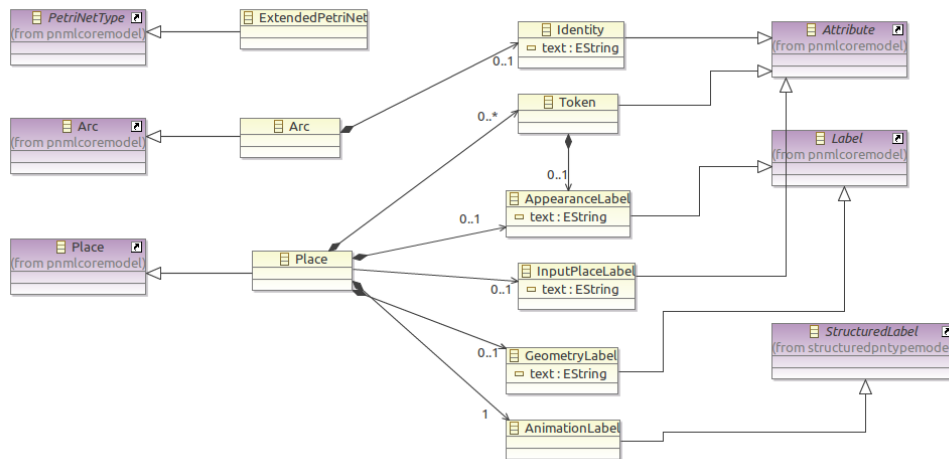 PetriNetType
(from pnmlcoremodel)
ExtendedPetriNet
Identity
text : EString
0..1
Attribute
(from pnmlcoremodel)
Arc
(from pnmlcoremodel)
Arc
Token
0..*
0..1
Label
(from pnmlcoremodel)
AppearanceLabel
text : EString
0..1
Place
(from pnmlcoremodel)
Place
InputPlaceLabel
text : EString
0..1
GeometryLabel
text : EString
0..1
StructuredLabel
(from structuredpntypemodel
AnimationLabel
1